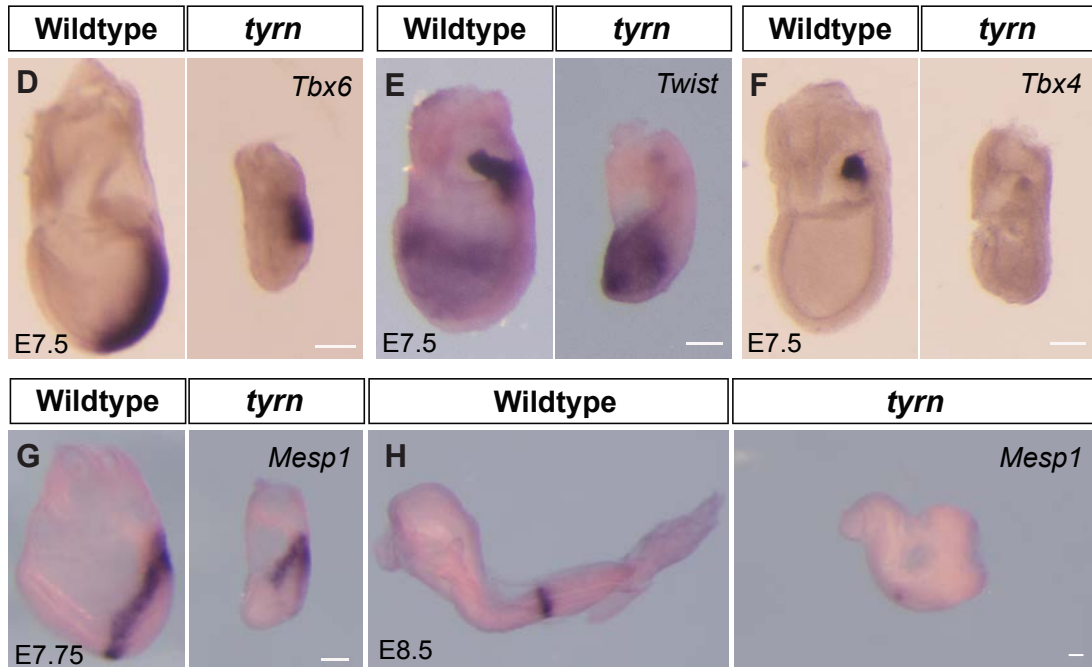 Wildtype tyrn Wildtype tyrn Wildtype tyrn
D Tbx6 E Twist F Tbx4
E7.5 E7.5 E7.5
Wildtype tyrn Wildtype tyrn
G Mesp1 H Mesp1
E7.75 E8.5